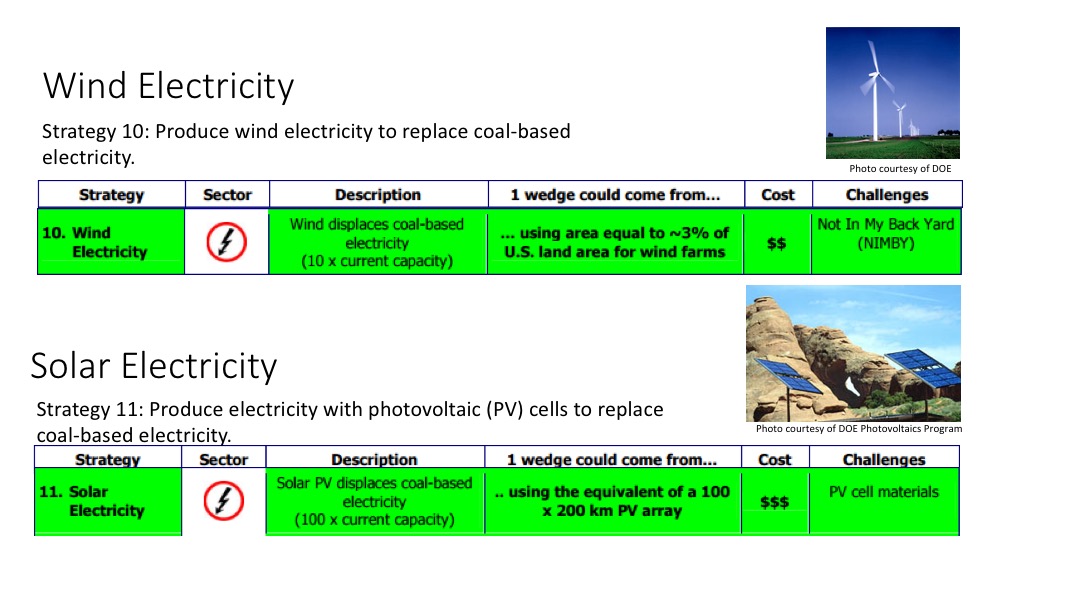 Wind Electricity
Strategy 10: Produce wind electricity to replace coal-based
electricity.
Photo courtesy of DOE
Strategy Sector Description 1 wedge could come from... Cost Challenges
10. Wind
Electricity
Wind displaces coal-based
electricity
(10 x current capacity)
... using area equal to ~3% of
U.S. land area for wind farms
$$
Not In My Back Yard
(NIMBY)
Solar Electricity
Strategy 11: Produce electricity with photovoltaic (PV) cells to replace
coal-based electricity.
Photo courtesy of DOE Photovoltaics Program
Strategy Sector Description 1 wedge could come from... Cost Challenges
11. Solar
Electricity
Solar PV displaces coal-based
electricity
(100 x current capacity)
.. using the equivalent of a 100
x 200 km PV array
$$$
PV cell materials